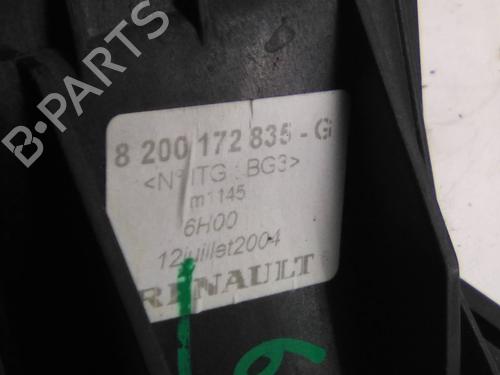 B-PARTS
8 200 172 835 - G
<N° ITG : BG3>
m1145
6H00
12juillet2004
RENAULT